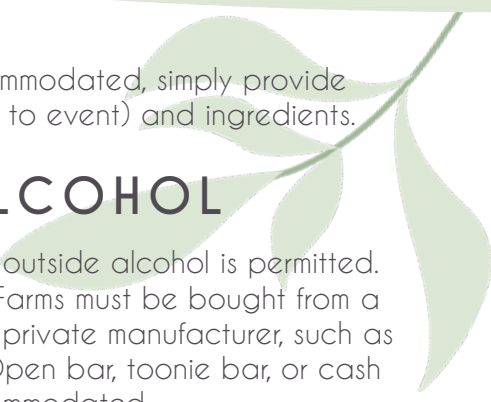 mmodated, simply provide
to event) and ingredients.
LCOHOL
outside alcohol is permitted.
Farms must be bought from a
private manufacturer, such as
Open bar, toonie bar, or cash
mmodated